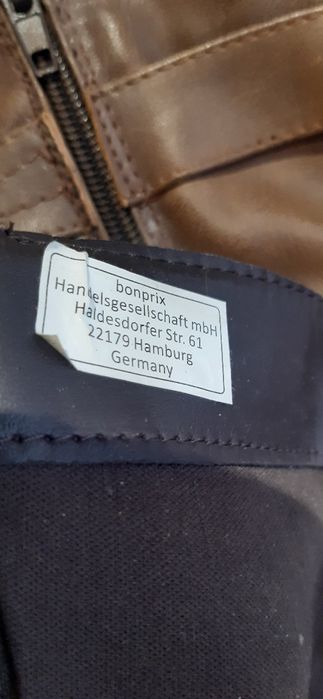 bonprix
Handelsgesellschaft mbH
Haldesdorfer Str. 61
22179 Hamburg
Germany